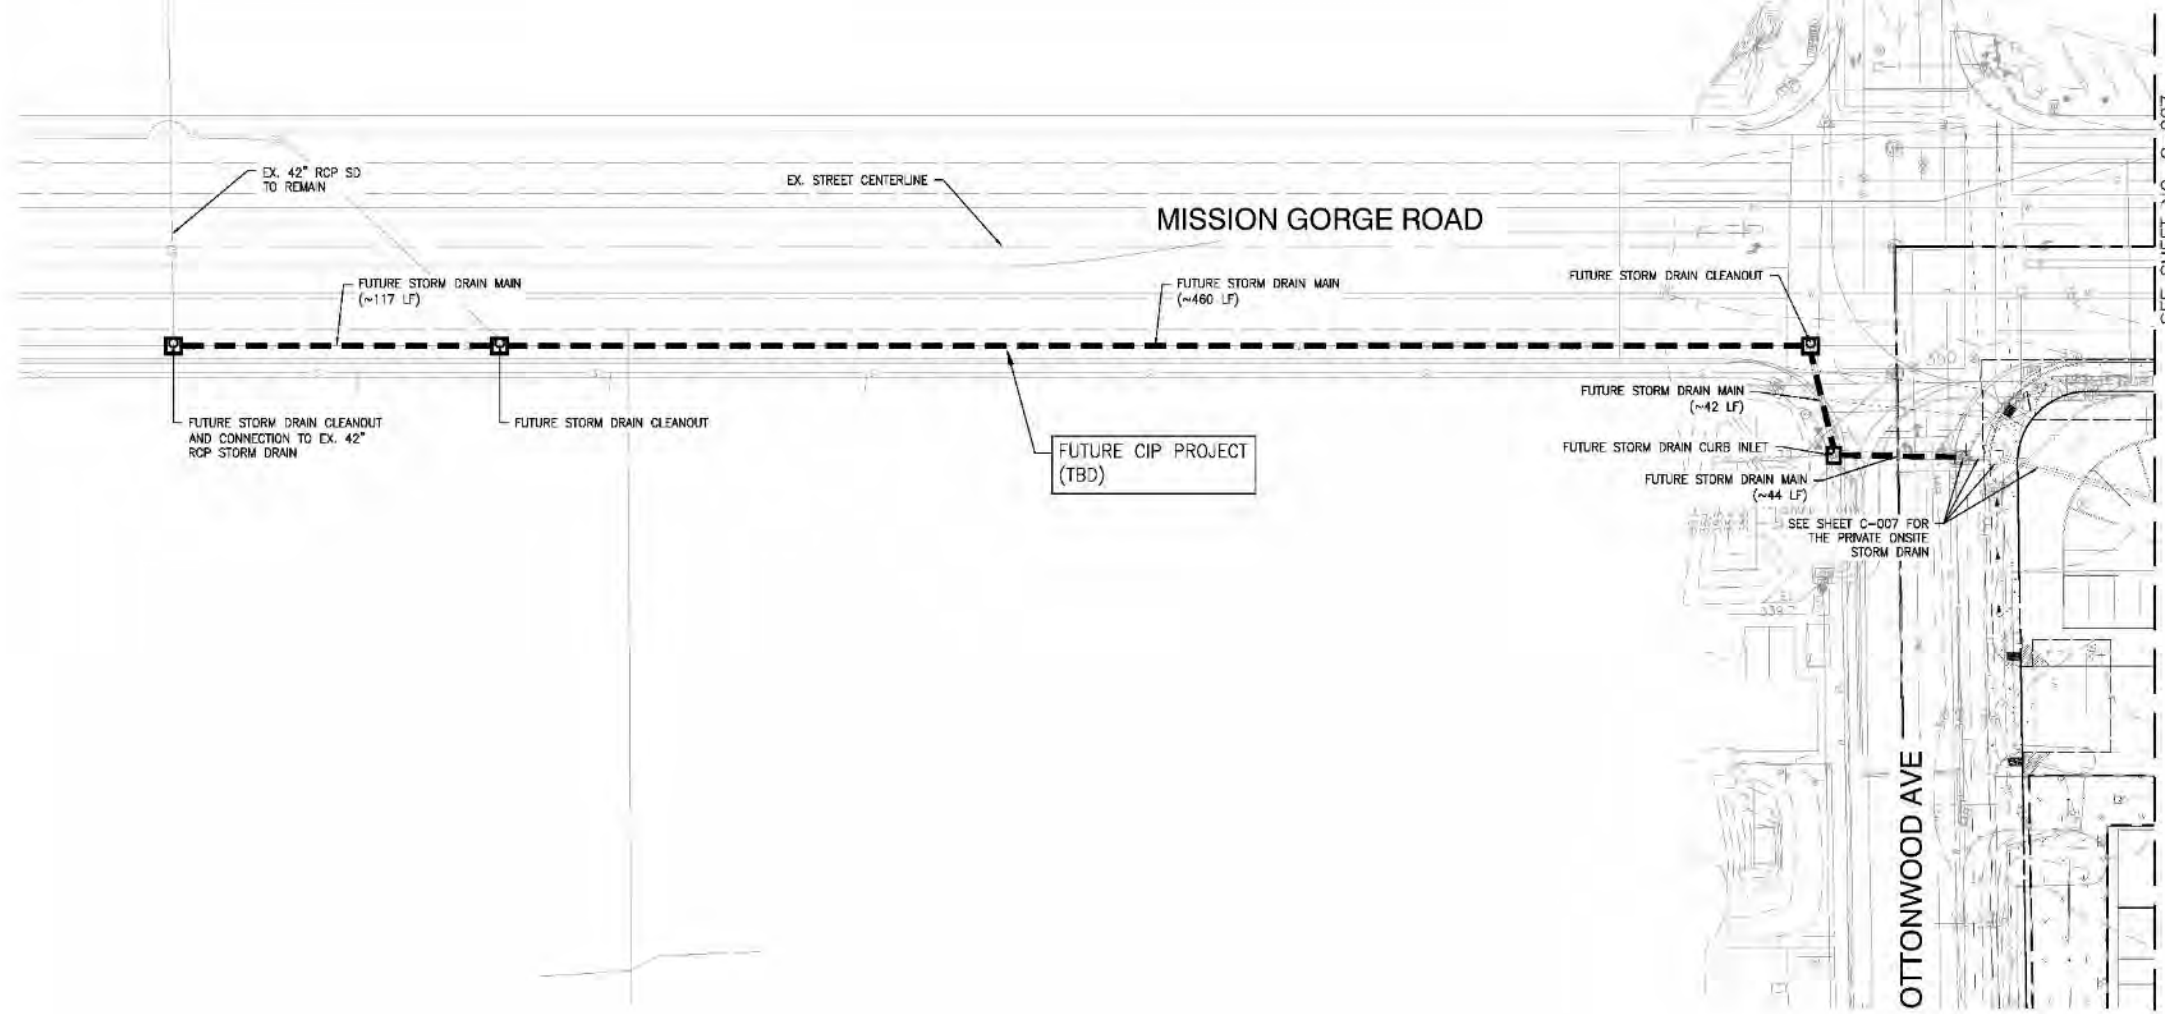 EX. 42" RCP SD
TO REMAIN
EX. STREET CENTERLINE
MISSION GORGE ROAD
FUTURE STORM DRAIN MAIN
(~117 LF)
FUTURE STORM DRAIN MAIN
(~460 LF)
FUTURE STORM DRAIN CLEANOUT
FUTURE STORM DRAIN CLEANOUT
AND CONNECTION TO EX. 42"
RCP STORM DRAIN
FUTURE STORM DRAIN CLEANOUT
FUTURE CIP PROJECT
(TBD)
FUTURE STORM DRAIN MAIN
(~42 LF)
FUTURE STORM DRAIN CURB INLET
FUTURE STORM DRAIN MAIN
(~44 LF)
SEE SHEET C-007 FOR
THE PRIVATE ONSITE
STORM DRAIN
OTTONWOOD AVE